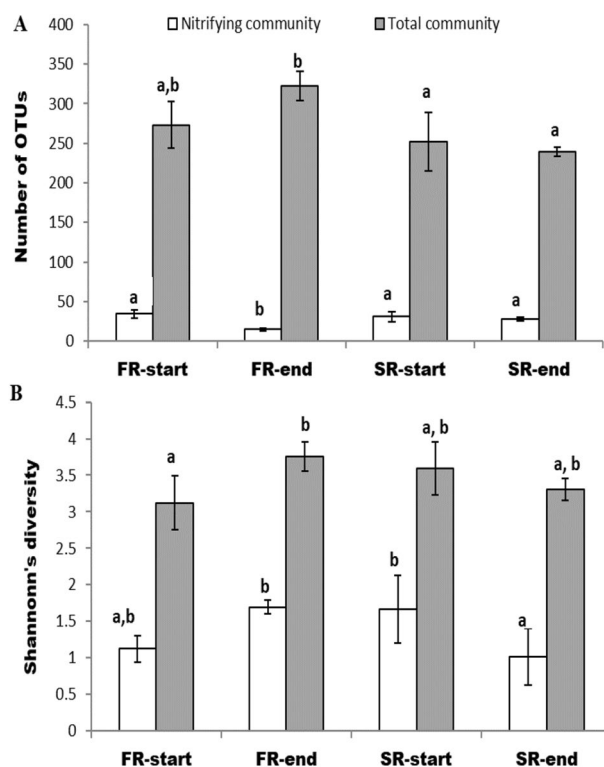 A
Nitrifying community Total community
Number of OTUs
400
350
300
250
200
150
100
50
0
a
a,b
b
b
a
a
a
a
FR-start FR-end SR-start SR-end
B
Shannonn's diversity
4.5
4
3.5
3
2.5
2
1.5
1
0.5
0
a,b
a
b
b
b
a, b
a
a, b
FR-start FR-end SR-start SR-end